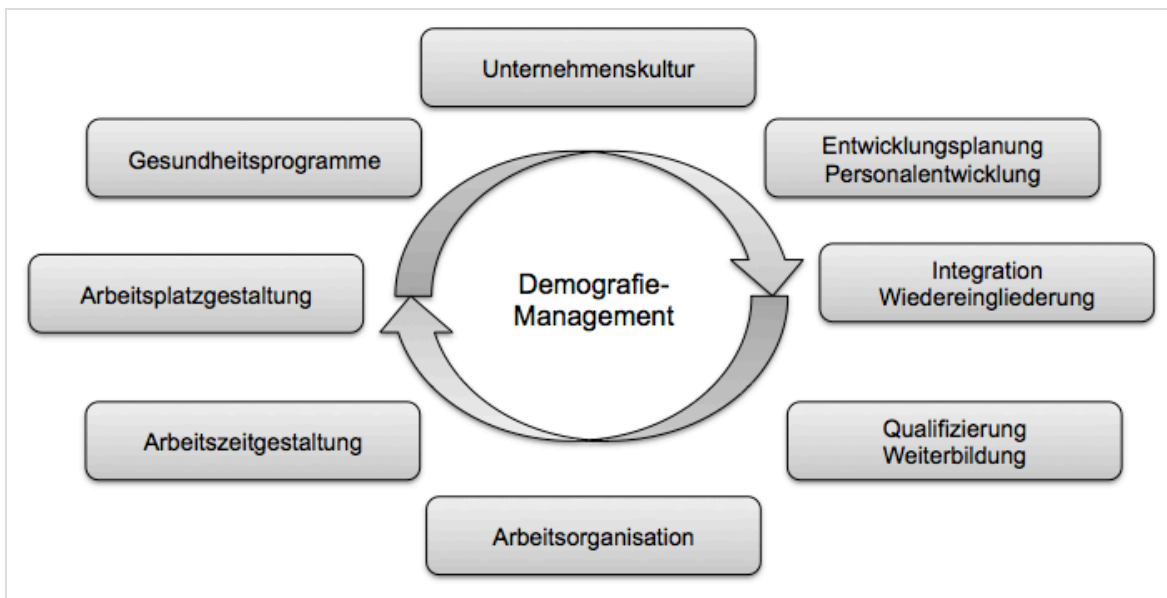 Unternehmenskultur
Gesundheitsprogramme
Entwicklungsplanung
Personalentwicklung
Arbeitsplatzgestaltung
Demografie-
Management
Integration
Wiedereingliederung
Arbeitszeitgestaltung
Qualifizierung
Weiterbildung
Arbeitsorganisation